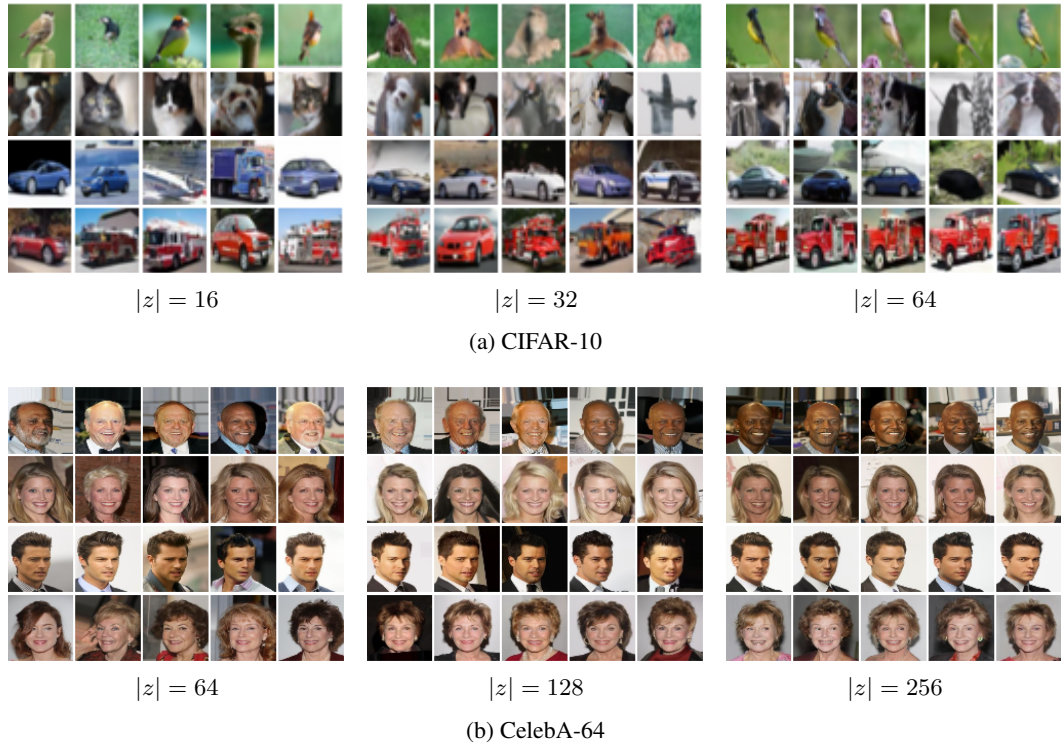 |z| = 16
|z| = 32
|z| = 64
(a) CIFAR-10
|z| = 64
|z| = 128
|z| = 256
(b) CelebA-64